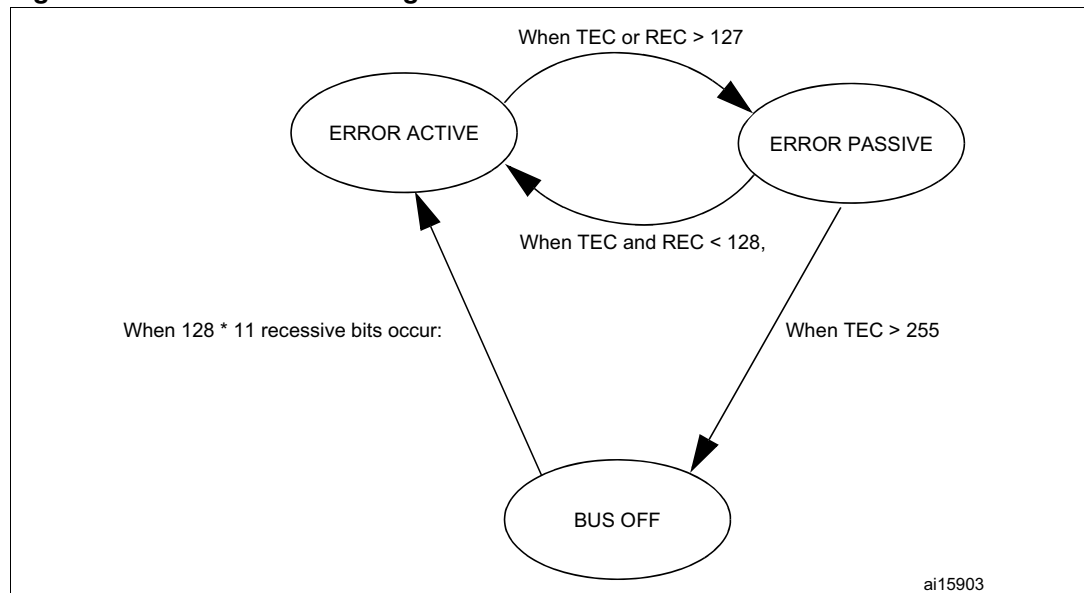 When TEC or REC > 127
ERROR ACTIVE
ERROR PASSIVE
When TEC and REC < 128,
When 128 * 11 recessive bits occur:
When TEC > 255
BUS OFF
ai15903